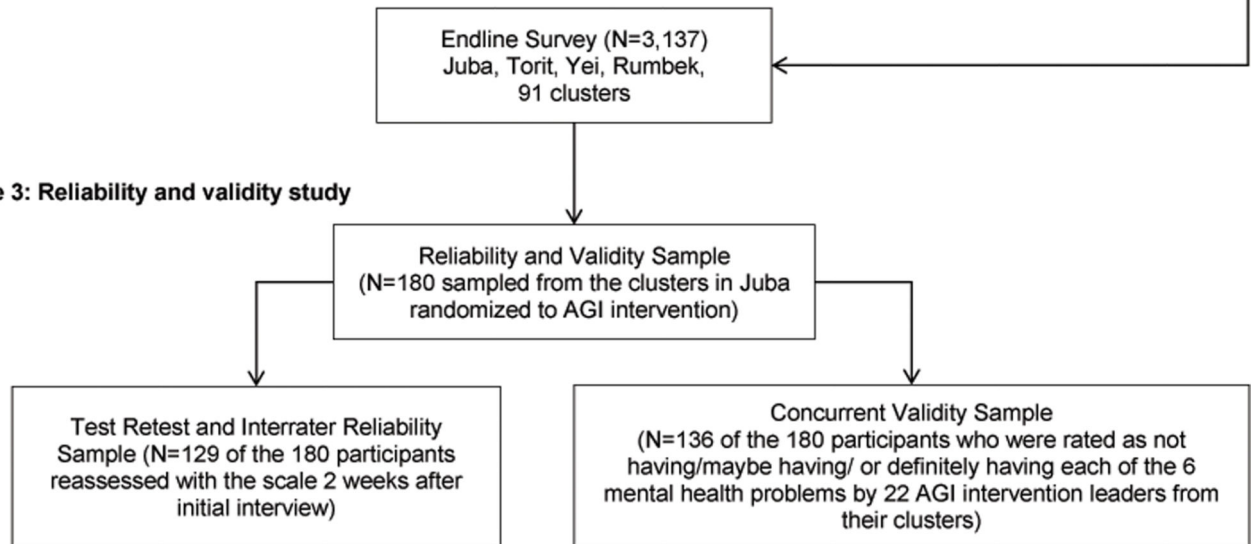 Endline Survey (N=3,137)
Juba, Torit, Yei, Rumbek,
91 clusters
3: Reliability and validity study
Reliability and Validity Sample
(N=180 sampled from the clusters in Juba
randomized to AGI intervention)
Test Retest and Interrater Reliability
Sample (N=129 of the 180 participants
reassessed with the scale 2 weeks after
initial interview)
Concurrent Validity Sample
(N=136 of the 180 participants who were rated as not
having/maybe having/ or definitely having each of the 6
mental health problems by 22 AGI intervention leaders from
their clusters)